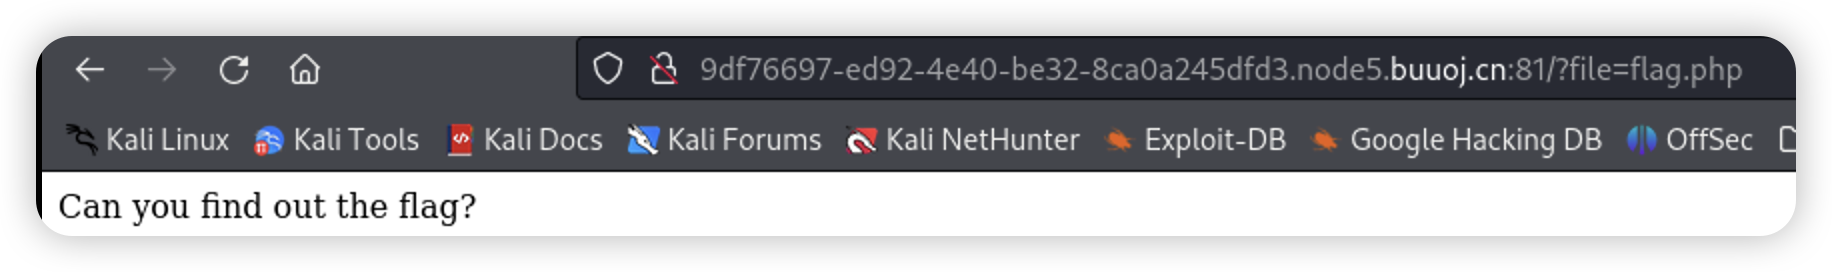 9df76697-ed92-4e40-be32-8ca0a245dfd3.node5.buuoj.cn:81/?file=flag.php
Kali Linux Kali Tools Kali Docs Kali Forums Kali NetHunter Exploit-DB Google Hacking DB OffSec
Can you find out the flag?